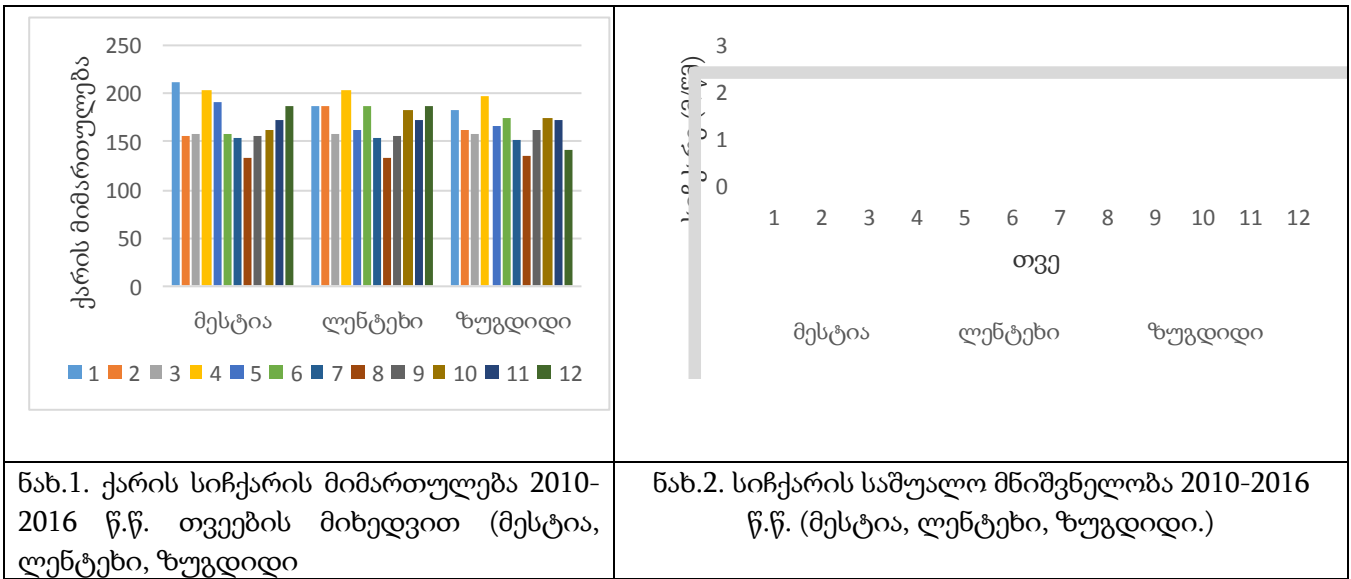 250
200
150
100
50
0
ქარის მიმართულება
მესტია ლენტეხი ზუგდიდი
1 2 3 4 5 6 7 8 9 10 11 12
3
2
1
0
1 2 3 4 5 6 7 8 9 10 11 12
თვე
მესტია ლენტეხი ზუგდიდი
ნახ.1. ქარის სიჩქარის მიმართულება 2010-
2016 წ.წ. თვეების მიხედვით (მესტია,
ლენტეხი, ზუგდიდი
ნახ.2. სიჩქარის საშუალო მნიშვნელობა 2010-2016
წ.წ. (მესტია, ლენტეხი, ზუგდიდი.)